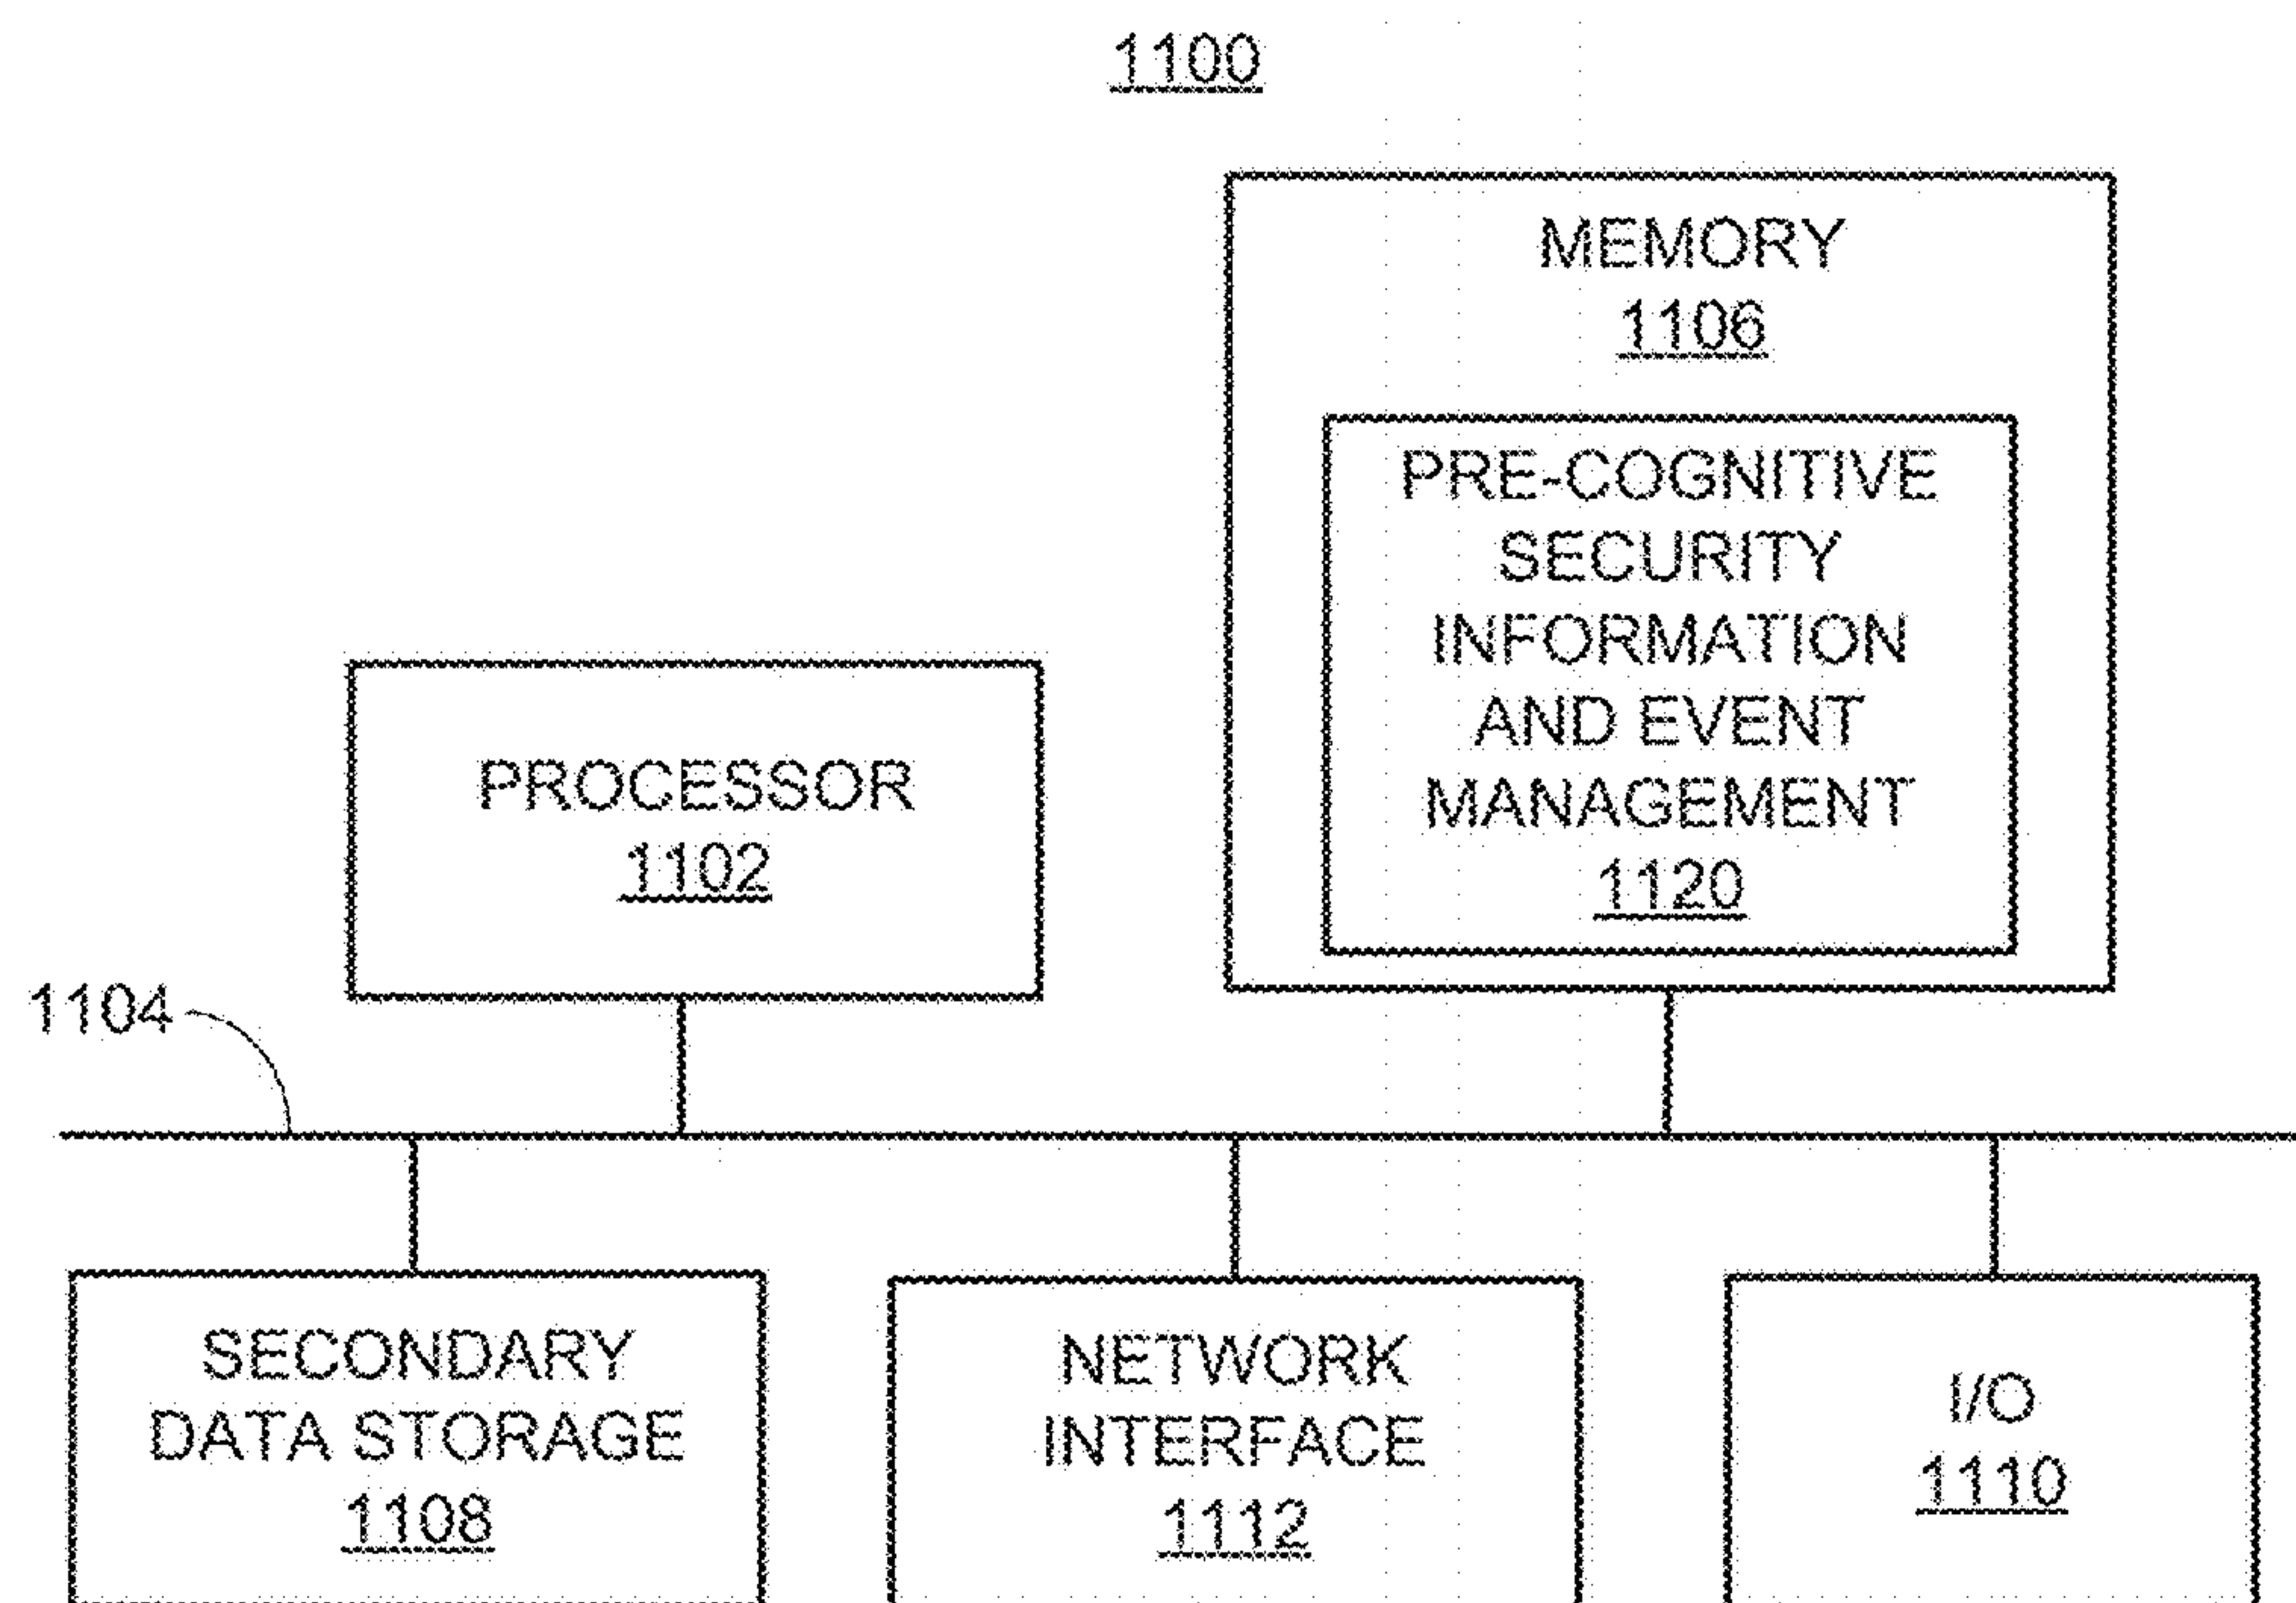 1100
MEMORY
1106
PRE-COGNITIVE
SECURITY
INFORMATION
AND EVENT
MANAGEMENT
1120
PROCESSOR
1102
1104
SECONDARY
DATA STORAGE
1108
NETWORK
INTERFACE
1112
I/O
1110